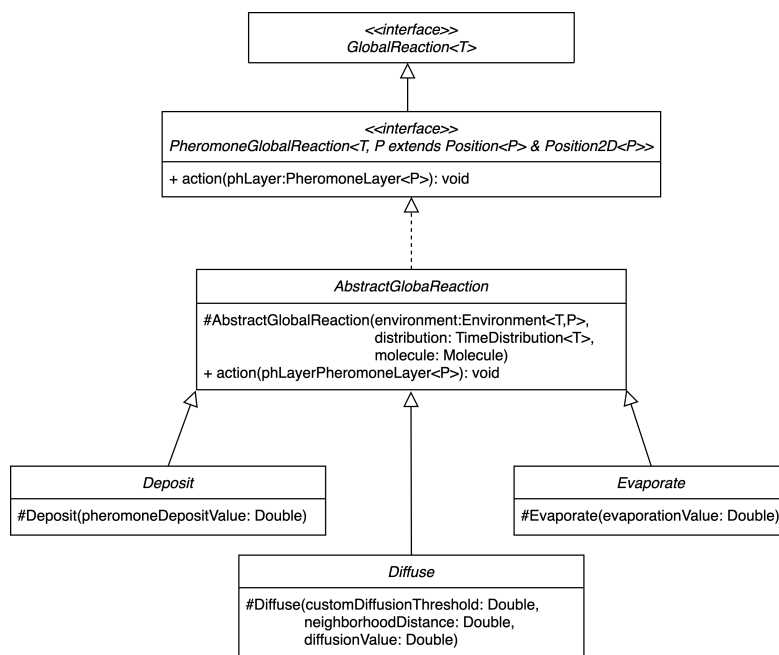 <<interface>>
GlobalReaction<T>
<<interface>>
PheromoneGlobalReaction<T, P extends Position<P> & Position2D<P>>
+ action(phLayer:PheromoneLayer<P>): void
AbstractGlobaReaction
#AbstractGlobalReaction(environment:Environment<T,P>,
distribution: TimeDistribution<T>,
molecule: Molecule)
+ action(phLayerPheromoneLayer<P>): void
Deposit
#Deposit(pheromoneDepositValue: Double)
Evaporate
#Evaporate(evaporationValue: Double)
Diffuse
#Diffuse(customDiffusionThreshold: Double,
neighborhoodDistance: Double,
diffusionValue: Double)